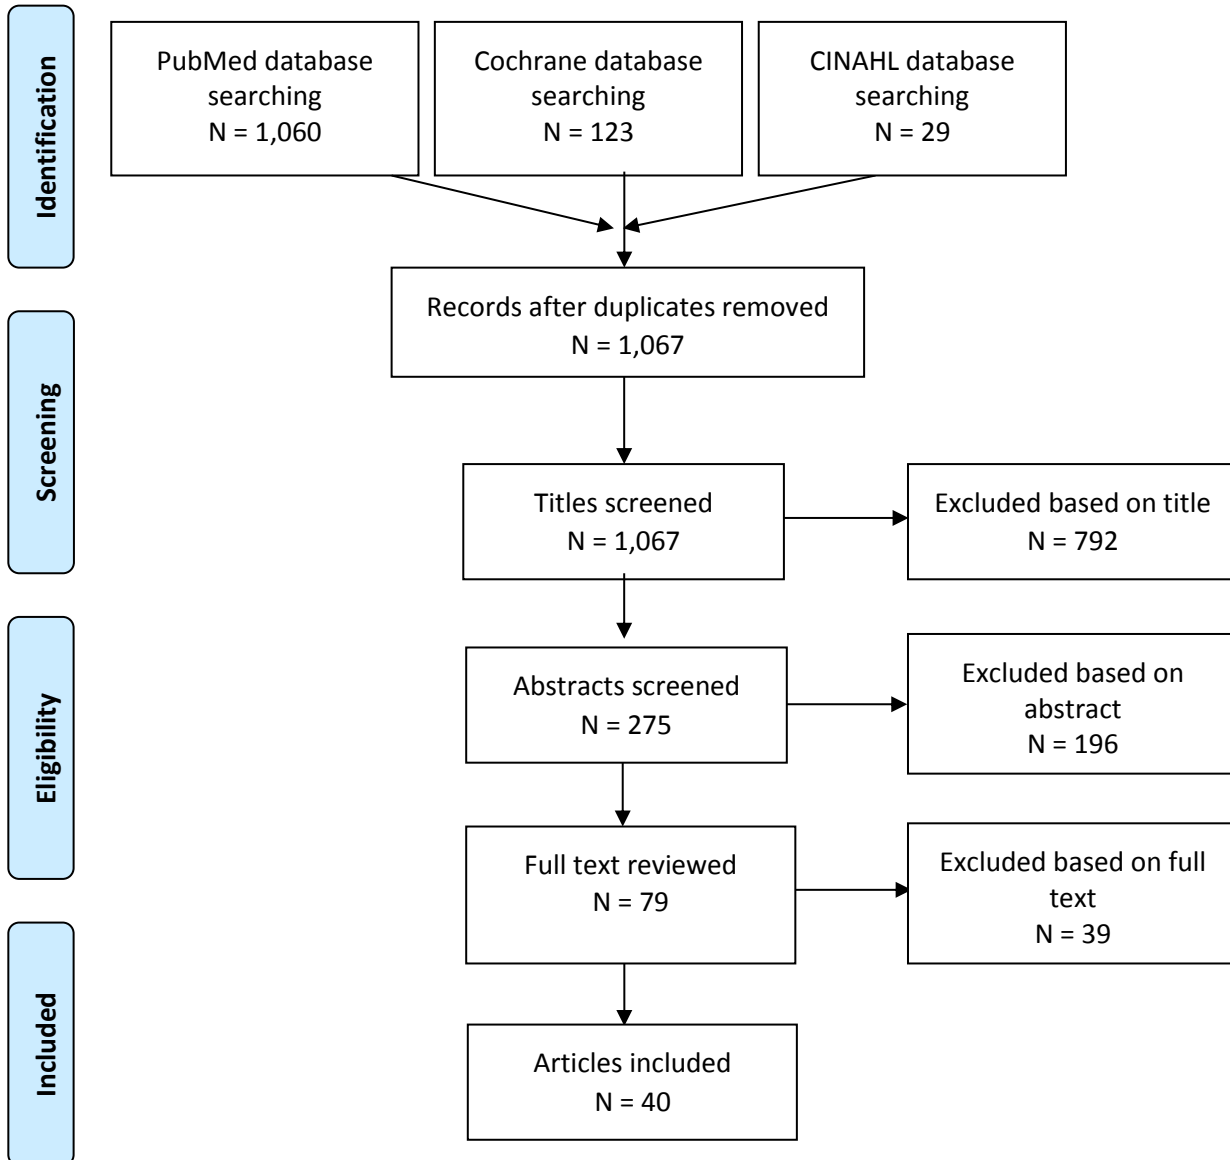 Identification
PubMed database
searching
N = 1,060
Cochrane database
searching
N = 123
CINAHL database
searching
N = 29
Records after duplicates removed
N = 1,067
Screening
Titles screened
N = 1,067
Excluded based on title
N = 792
Eligibility
Abstracts screened
N = 275
Excluded based on
abstract
N = 196
Full text reviewed
N = 79
Excluded based on full
text
N = 39
Included
Articles included
N = 40